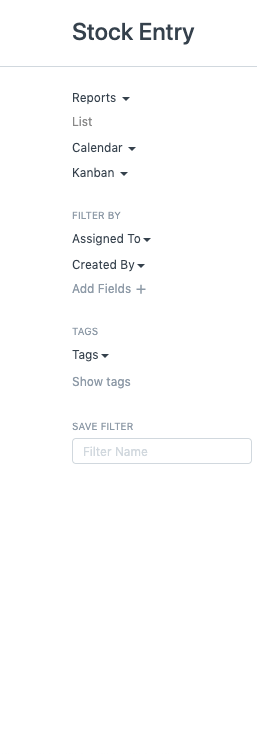 Stock Entry
Reports
List
Calendar
Kanban
FILTER BY
Assigned To
Created By
Add Fields +
TAGS
Tags
Show tags
SAVE FILTER
Filter Name